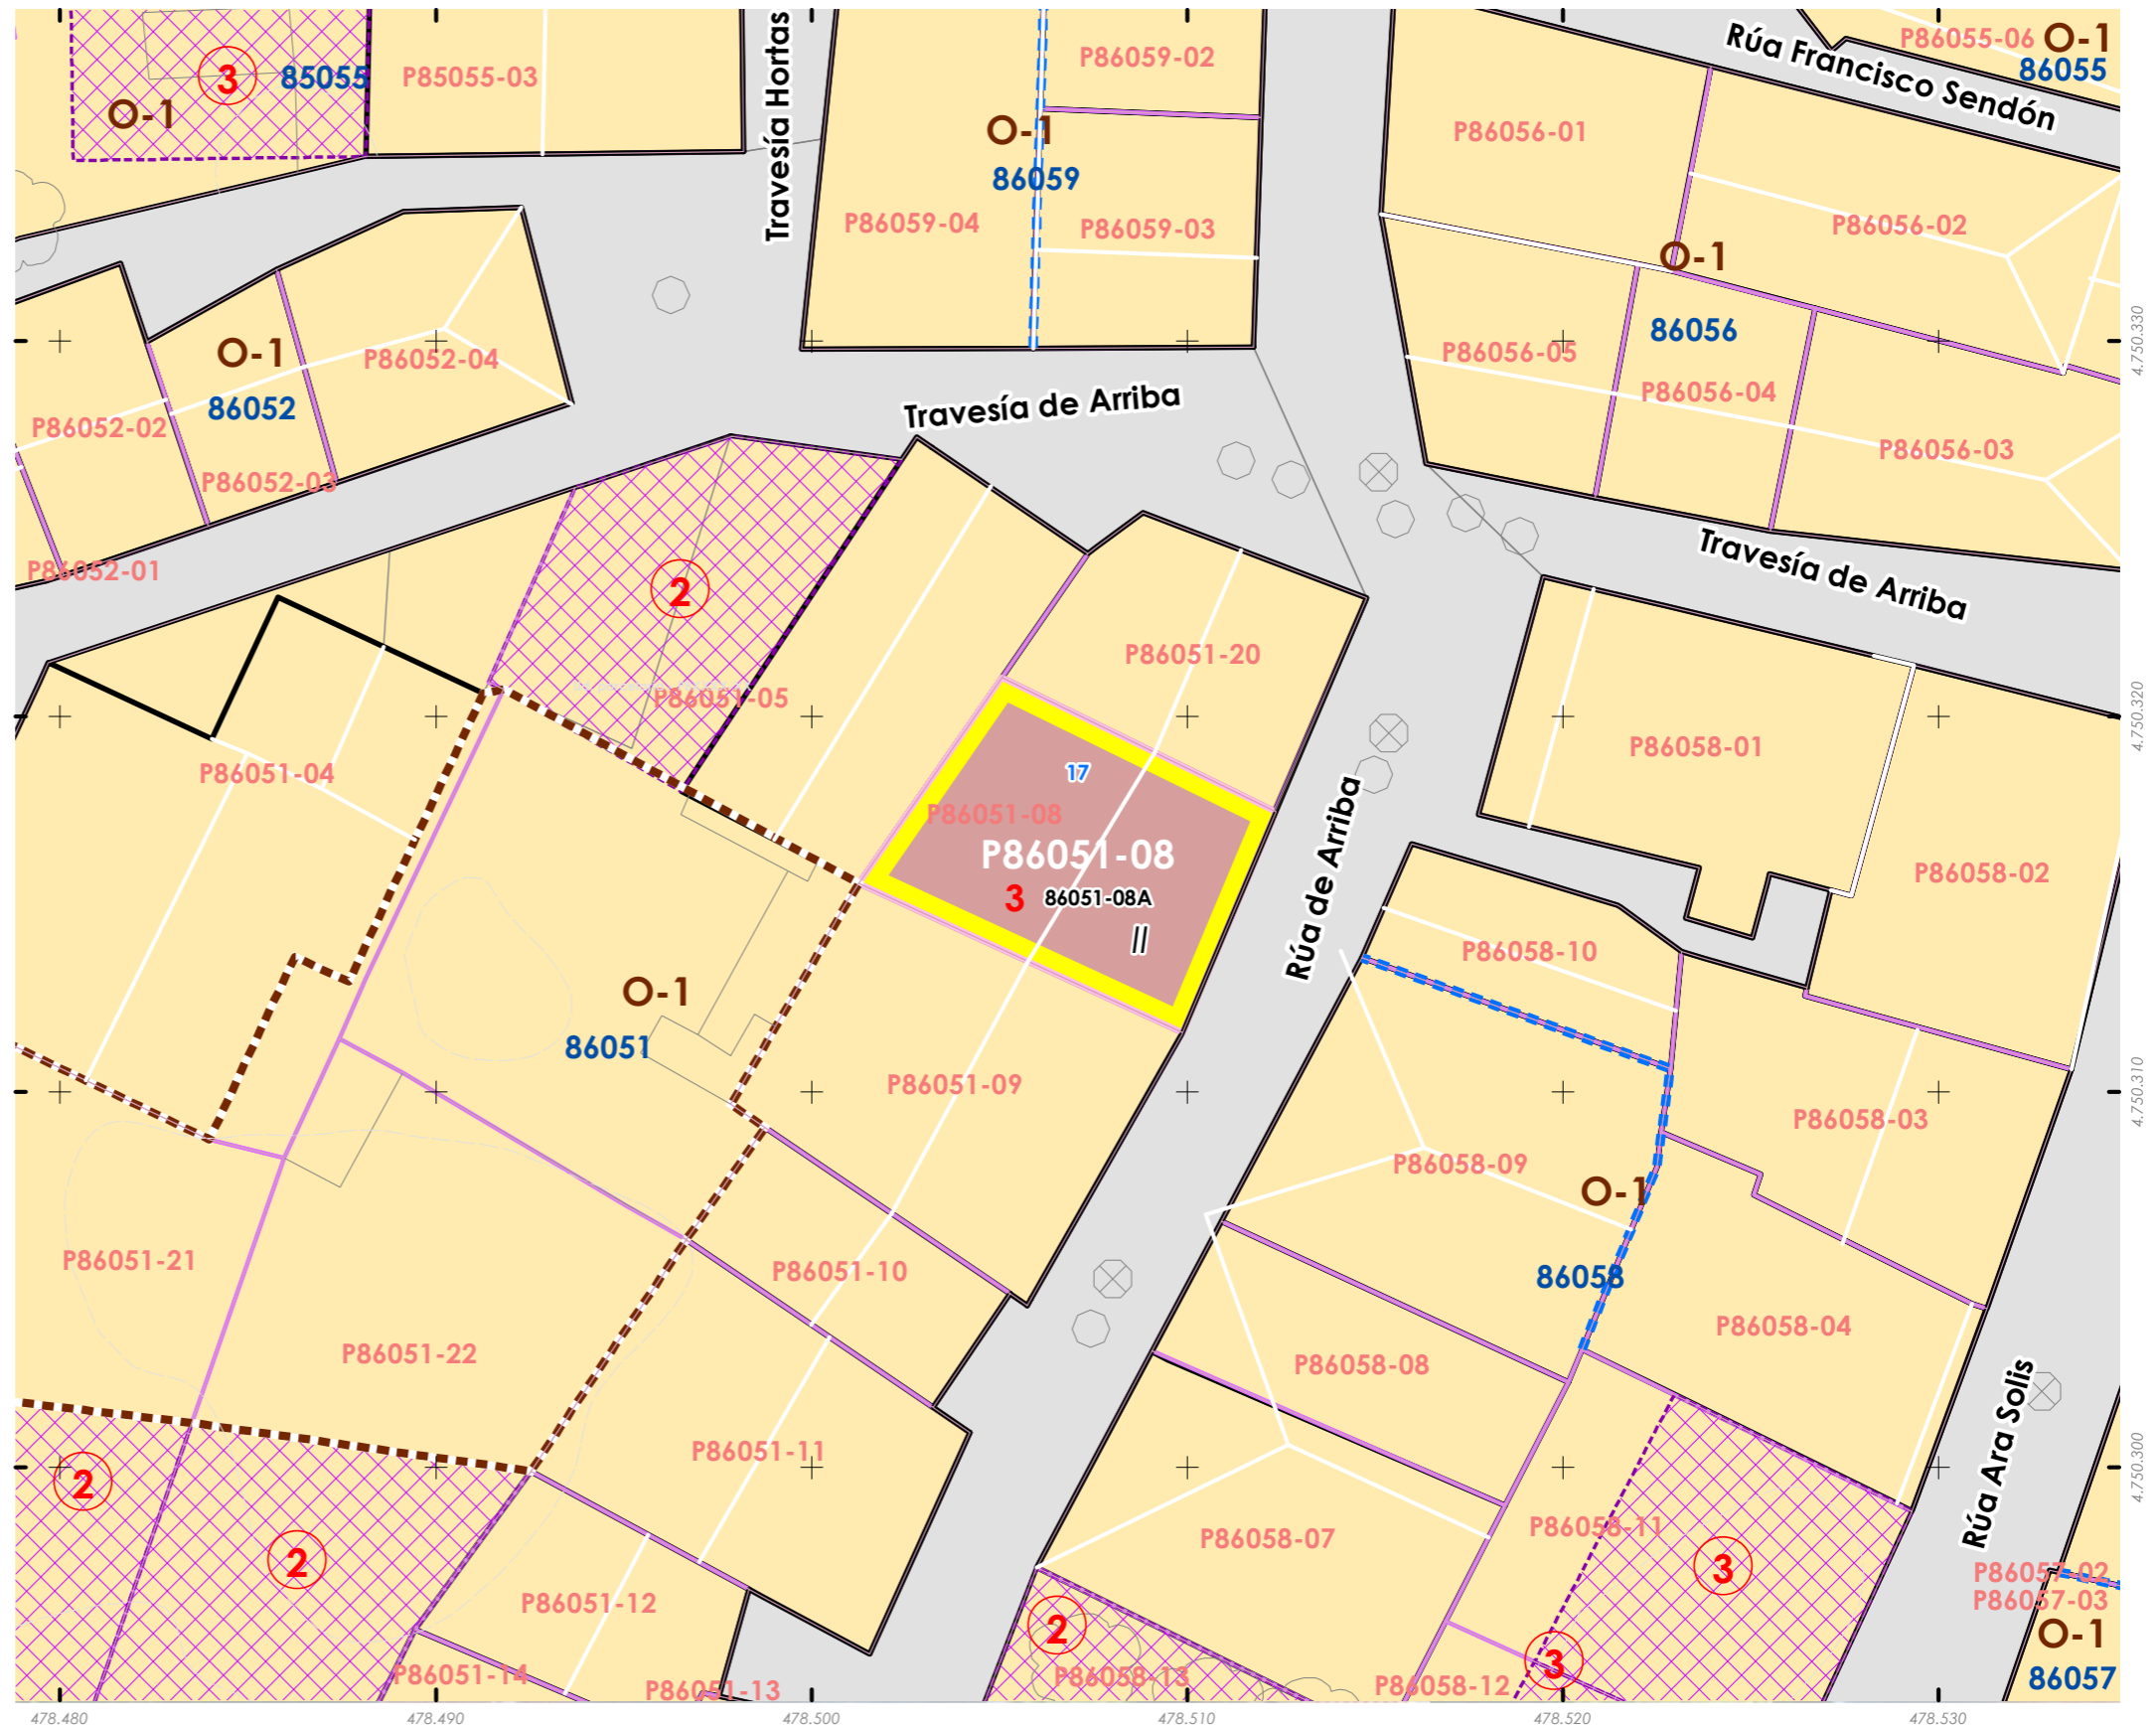 Travesía Hortas
P86059-02
Rúa Francisco Sendón
P86055-06
O-1
86055
3
85055
P85055-03
O-1
O-1
86059
P86056-01
P86059-04
P86059-03
P86056-02
O-1
86056
4.750.330
O-1
86052
P86052-04
P86052-02
P86052-03
P86052-01
Travesía de Arriba
P86056-05
P86056-04
P86056-03
Travesía de Arriba
2
P86051-05
P86051-20
P86051-04
4.750.320
P86058-01
17
P86051-08
P86051-08
3
86051-08A
II
Rúa de Arriba
P86058-02
P86058-10
O-1
86051
P86051-09
4.750.310
P86058-03
P86058-09
O-1
86058
P86051-21
P86051-10
P86051-22
P86058-04
P86058-08
P86051-11
2
2
4.750.300
Rúa Ara Solis
P86058-07
P86058-11
3
P86057-02
P86057-03
O-1
86057
P86051-12
2
3
P86051-14
P86051-13
P86058-13
P86058-12
478.480
478.490
478.500
478.510
478.520
478.530